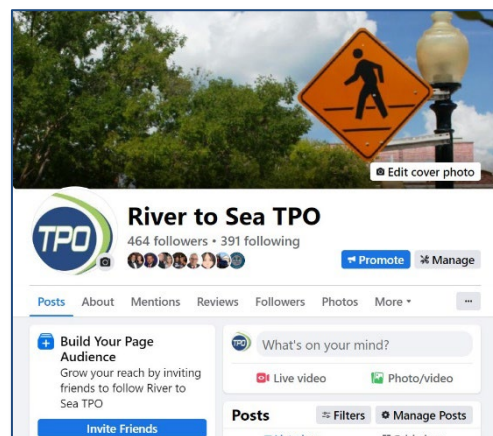 Edit cover photo
TPO
River to Sea TPO
464 followers • 391 following
Promote
Manage
Posts
About
Mentions
Reviews
Followers
Photos
More
Build Your Page
Audience
Grow your reach by inviting
friends to follow River to
Sea TPO
Invite Friends
TPO
What's on your mind?
Live video
Photo/video
Posts
Filters
Manage Posts